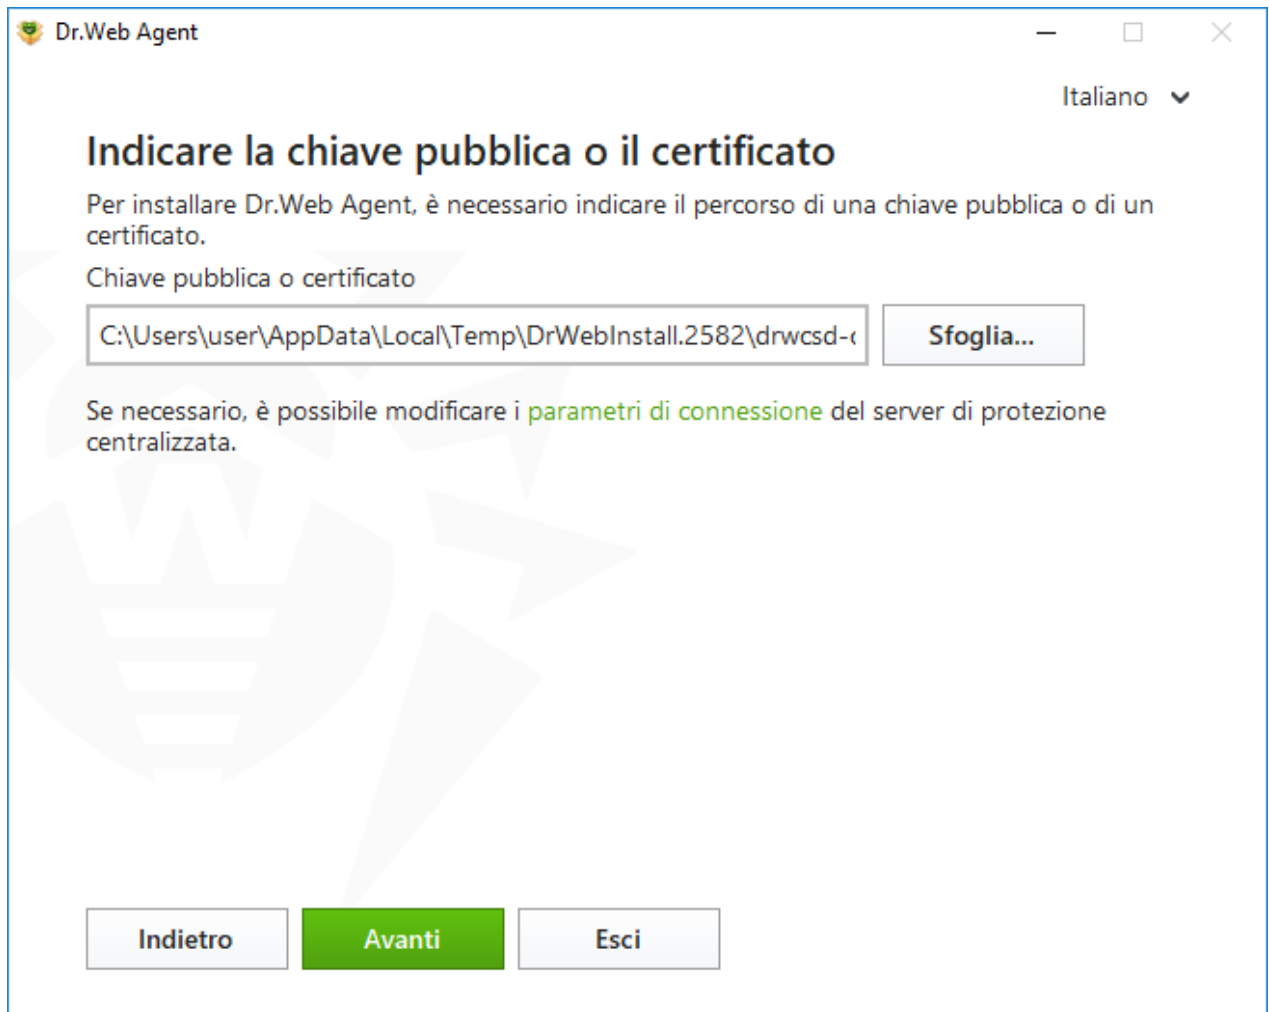 Dr.Web Agent
Italiano
Indicare la chiave pubblica o il certificato
Per installare Dr.Web Agent, è necessario indicare il percorso di una chiave pubblica o di un
certificato.
Chiave pubblica o certificato
C:\Users\user\AppData\Local\Temp\DrWebInstall.2582\drwcsd-
Sfoglia...
Se necessario, è possibile modificare i parametri di connessione del server di protezione
centralizzata.
Indietro
Avanti
Esci